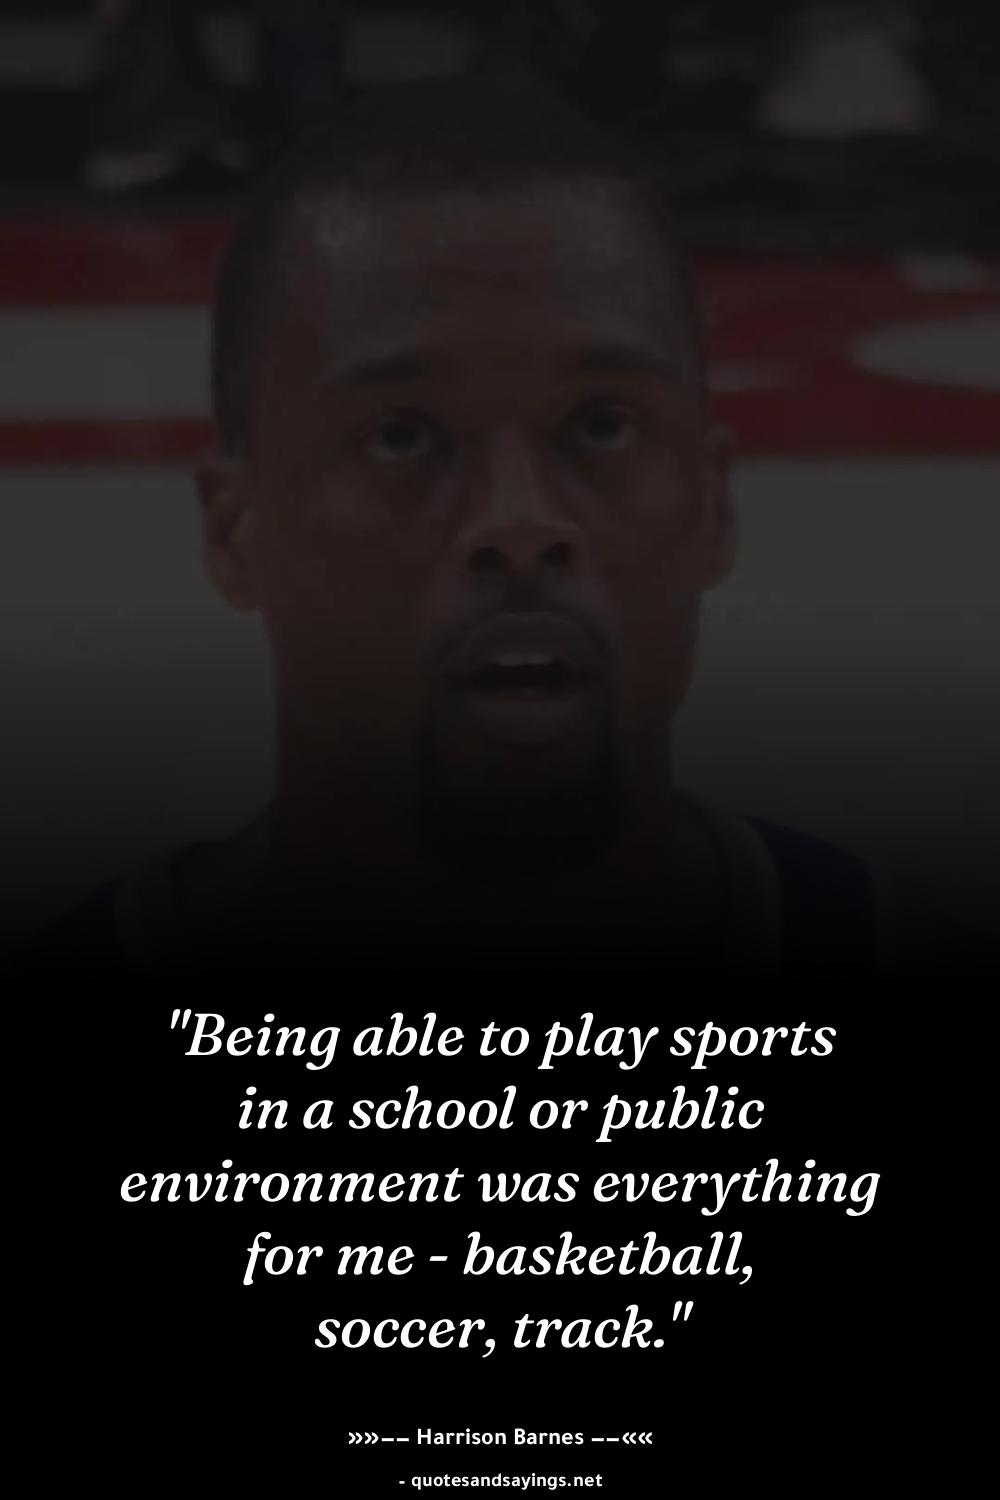 "Being able to play sports
in a school or public
environment was everything
for me - basketball,
soccer, track."
»»−− Harrison Barnes −−««
- quotesandsayings.net